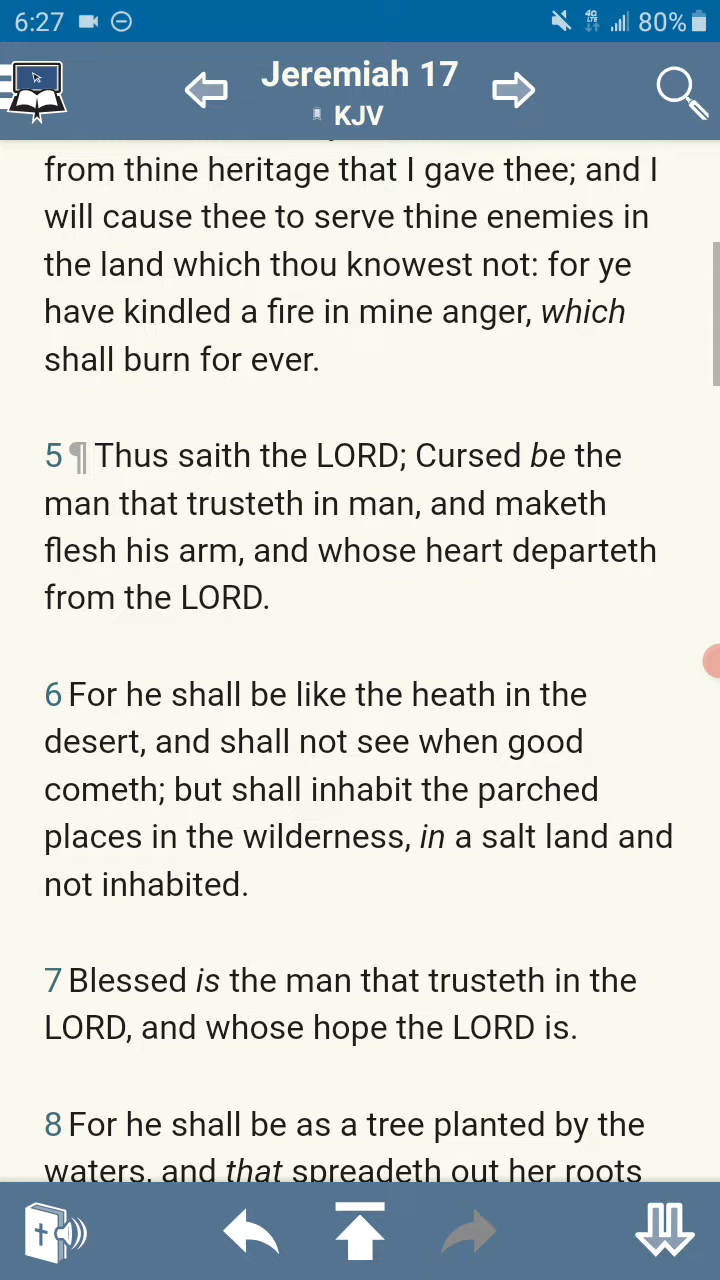 6:27 80%
Jeremiah 17
KJV
from thine heritage that I gave thee; and I
will cause thee to serve thine enemies in
the land which thou knowest not: for ye
have kindled a fire in mine anger, which
shall burn for ever.
5 ¶ Thus saith the LORD; Cursed be the
man that trusteth in man, and maketh
flesh his arm, and whose heart departeth
from the LORD.
6 For he shall be like the heath in the
desert, and shall not see when good
cometh; but shall inhabit the parched
places in the wilderness, in a salt land and
not inhabited.
7 Blessed is the man that trusteth in the
LORD, and whose hope the LORD is.
8 For he shall be as a tree planted by the
waters, and that spreadeth out her roots